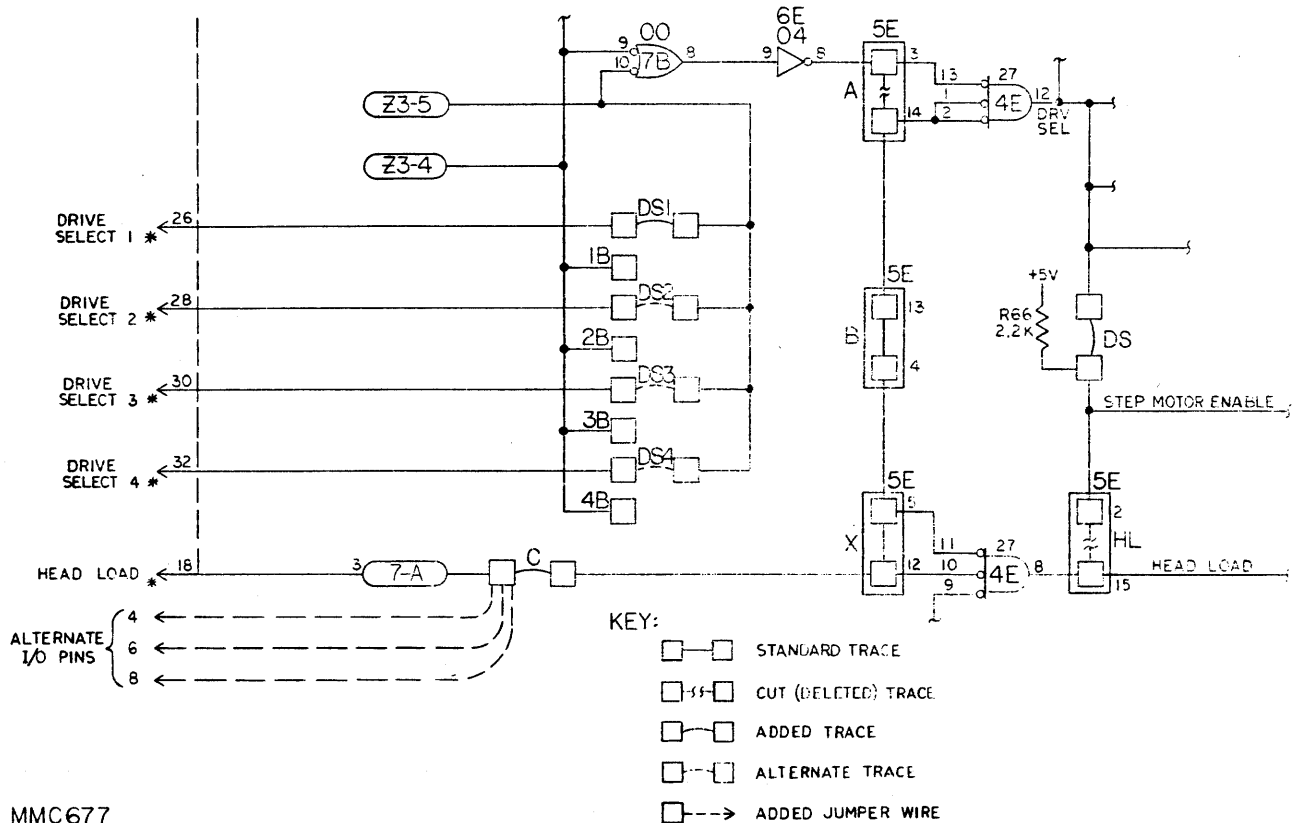 00
9
10
7B
8
6E
04
9
8
5E
A
3
14
13
1
2
27
4E
12
DRV
SEL
Z3-5
Z3-4
DRIVE
SELECT 1 *
26
DS1
1B
DRIVE
SELECT 2 *
28
DS2
2B
DRIVE
SELECT 3 *
30
DS3
3B
DRIVE
SELECT 4 *
32
DS4
4B
5E
B
13
4
+5V
R66
2.2K
DS
STEP MOTOR ENABLE
5E
X
5
12
11
10
9
27
4E
8
5E
2
HL
15
HEAD LOAD
HEAD LOAD *
18
3
7-A
C
ALTERNATE
I/O PINS
4
6
8
KEY:
STANDARD TRACE
CUT (DELETED) TRACE
ADDED TRACE
ALTERNATE TRACE
ADDED JUMPER WIRE
MMC677